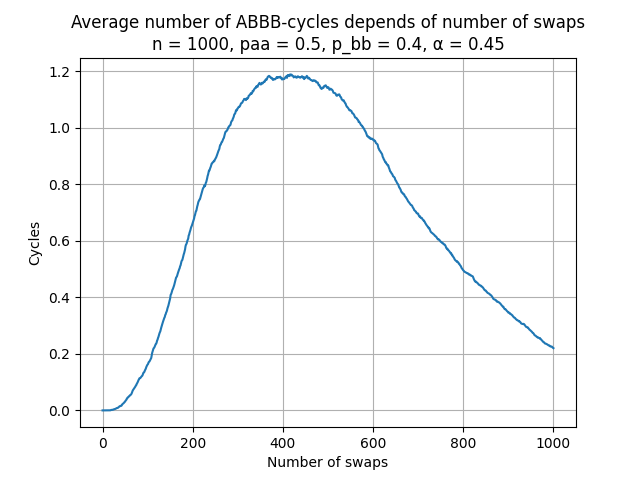 Average number of ABBB-cycles depends of number of swaps
n = 1000, paa = 0.5, p_bb = 0.4, α = 0.45
1.2
1.0
0.8
0.6
0.4
0.2
0.0
Cycles
0 200 400 600 800 1000
Number of swaps